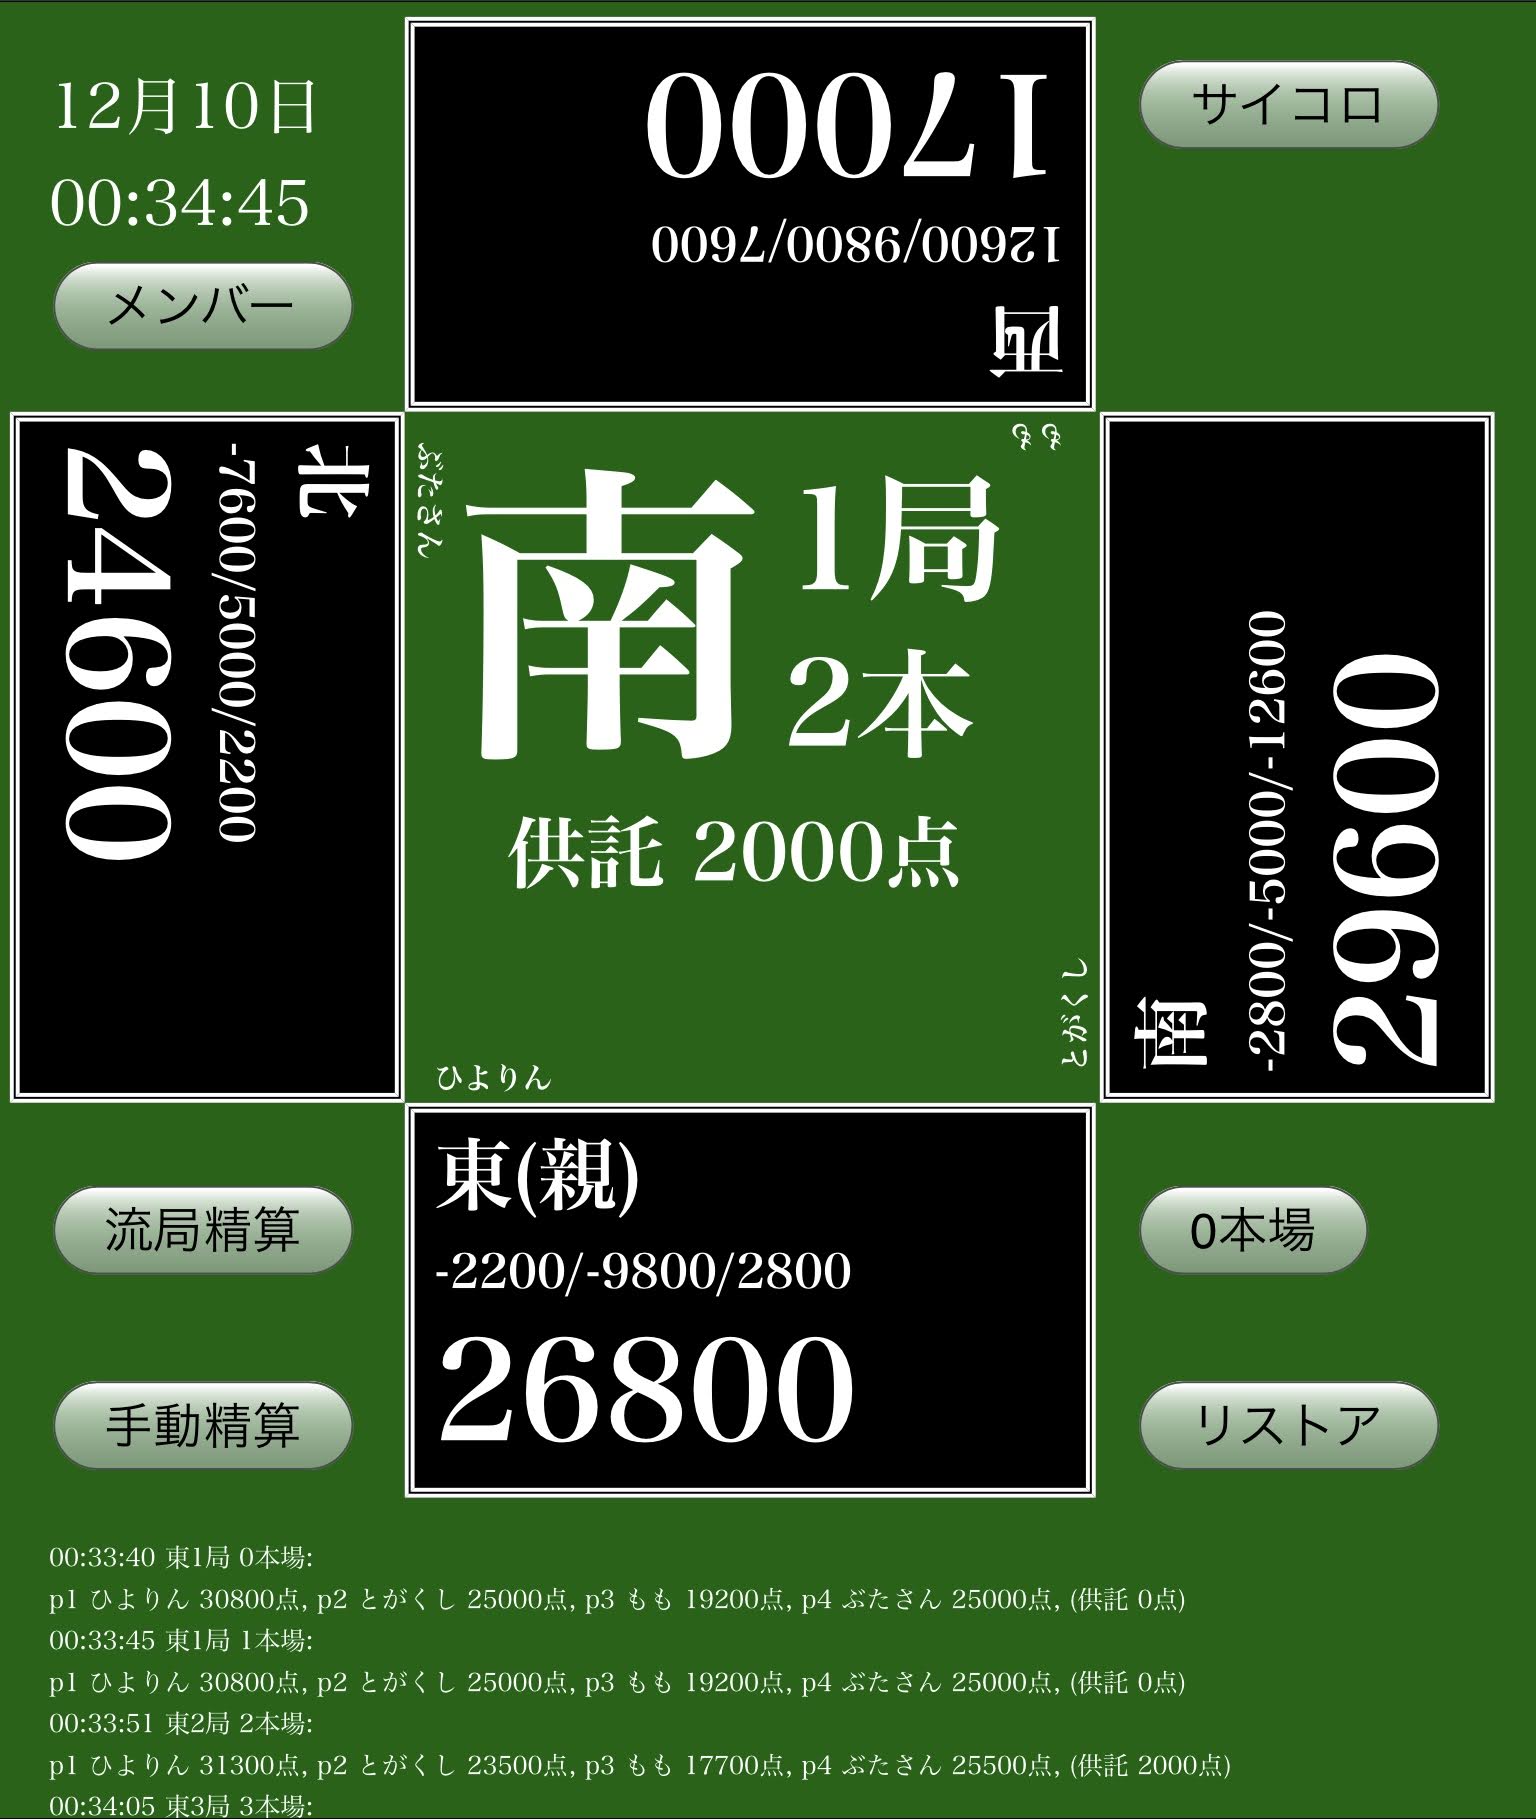 12月10日
00:34:45
メンバー
サイコロ
西
12600/9800/7600
17000
北
-7600/5000/2200
24600
ぶたさん
もも
南
1局
2本
供託 2000点
とがくし
ひよりん
南
-2800/-5000/-12600
29600
東(親)
-2200/-9800/2800
26800
流局精算
0本場
手動精算
リストア
00:33:40 東1局 0本場:
p1 ひよりん 30800点, p2 とがくし 25000点, p3 もも 19200点, p4 ぶたさん 25000点, (供託 0点)
00:33:45 東1局 1本場:
p1 ひよりん 30800点, p2 とがくし 25000点, p3 もも 19200点, p4 ぶたさん 25000点, (供託 0点)
00:33:51 東2局 2本場:
p1 ひよりん 31300点, p2 とがくし 23500点, p3 もも 17700点, p4 ぶたさん 25500点, (供託 2000点)
00:34:05 東3局 3本場: